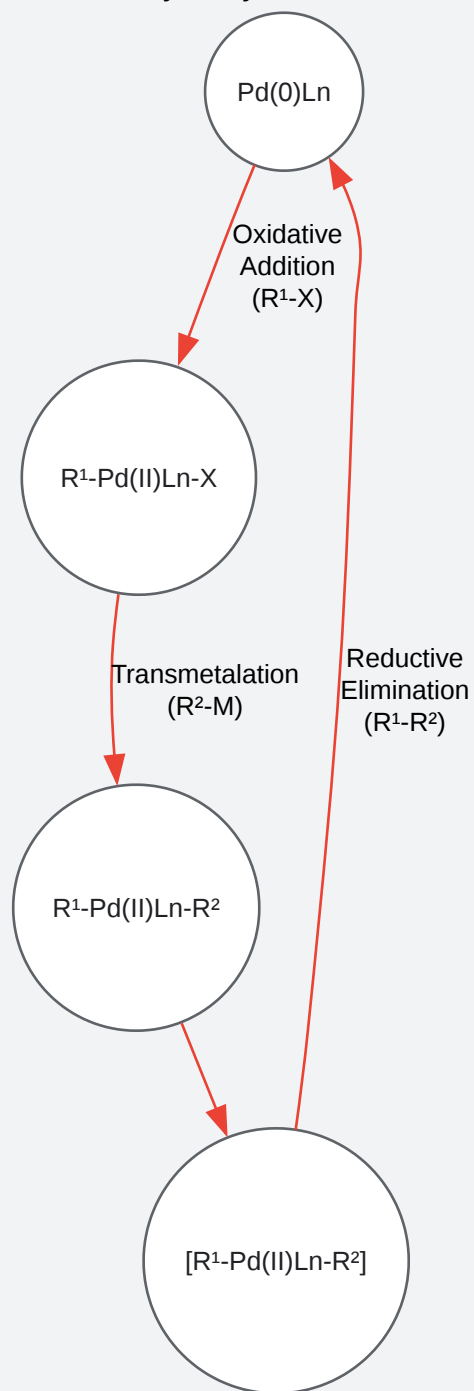 Pd(0)Ln
Oxidative
Addition
(R¹-X)
R¹-Pd(II)Ln-X
Transmetalation
(R²-M)
Reductive
Elimination
(R¹-R²)
R¹-Pd(II)Ln-R²
[R¹-Pd(II)Ln-R²]